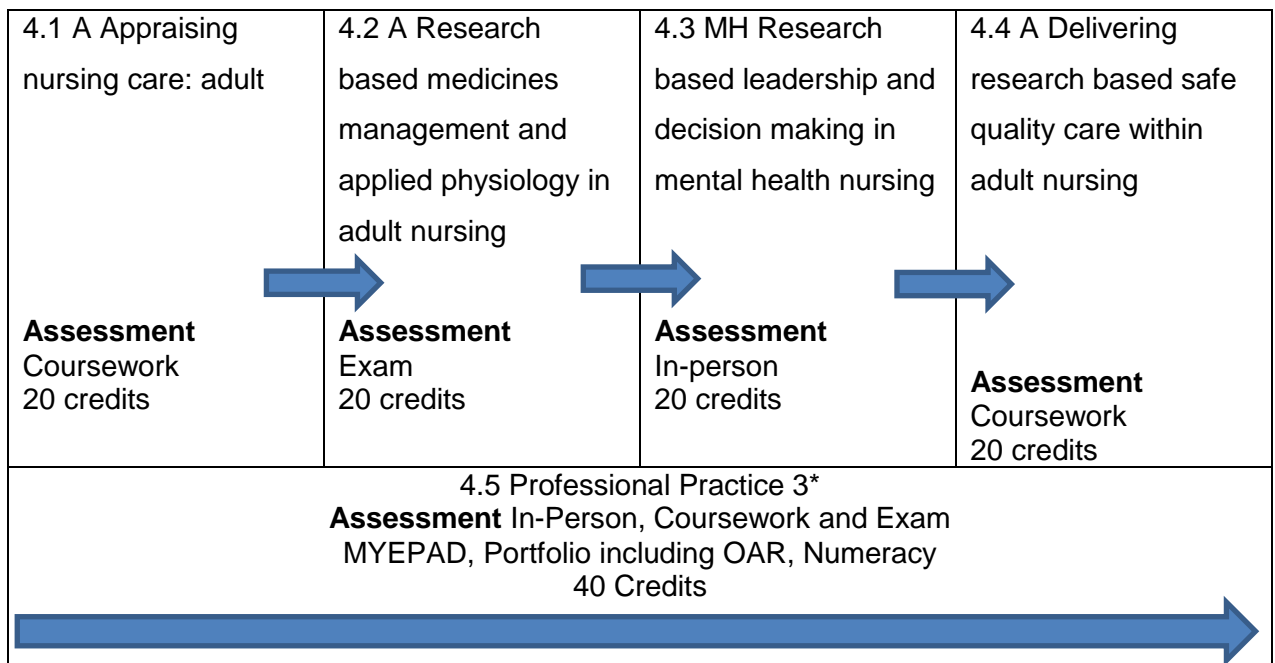 4.1 A Appraising
nursing care: adult
Assessment
Coursework
20 credits
4.2 A Research
based medicines
management and
applied physiology in
adult nursing
Assessment
Exam
20 credits
4.3 MH Research
based leadership and
decision making in
mental health nursing
Assessment
In-person
20 credits
4.4 A Delivering
research based safe
quality care within
adult nursing
Assessment
Coursework
20 credits
4.5 Professional Practice 3*
Assessment In-Person, Coursework and Exam
MYEPAD, Portfolio including OAR, Numeracy
40 Credits